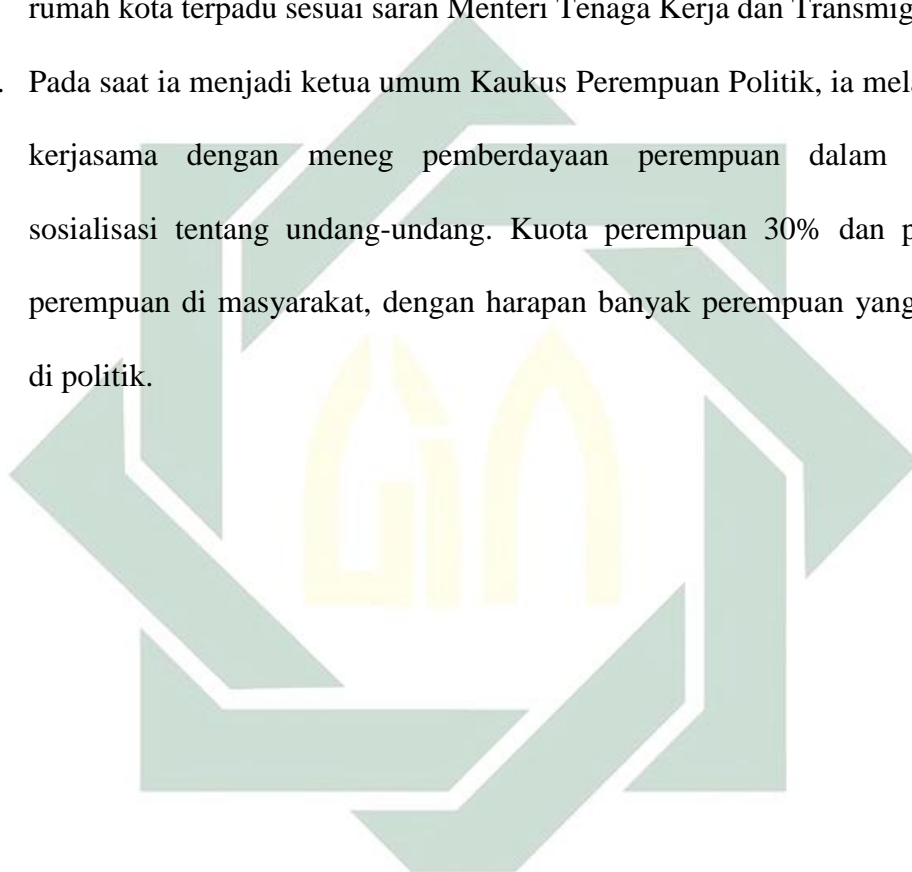 rumah kota terpadu sesuai saran Menteri Tenaga Kerja dan
. Pada saat ia menjadi ketua umum Kaukus Perempuan Politik, ia
kerjasama dengan meneg pemberdayaan perempuan dalam
sosialisasi tentang undang-undang. Kuota perempuan 30% dan
perempuan di masyarakat, dengan harapan banyak perempuan yang
di politik.